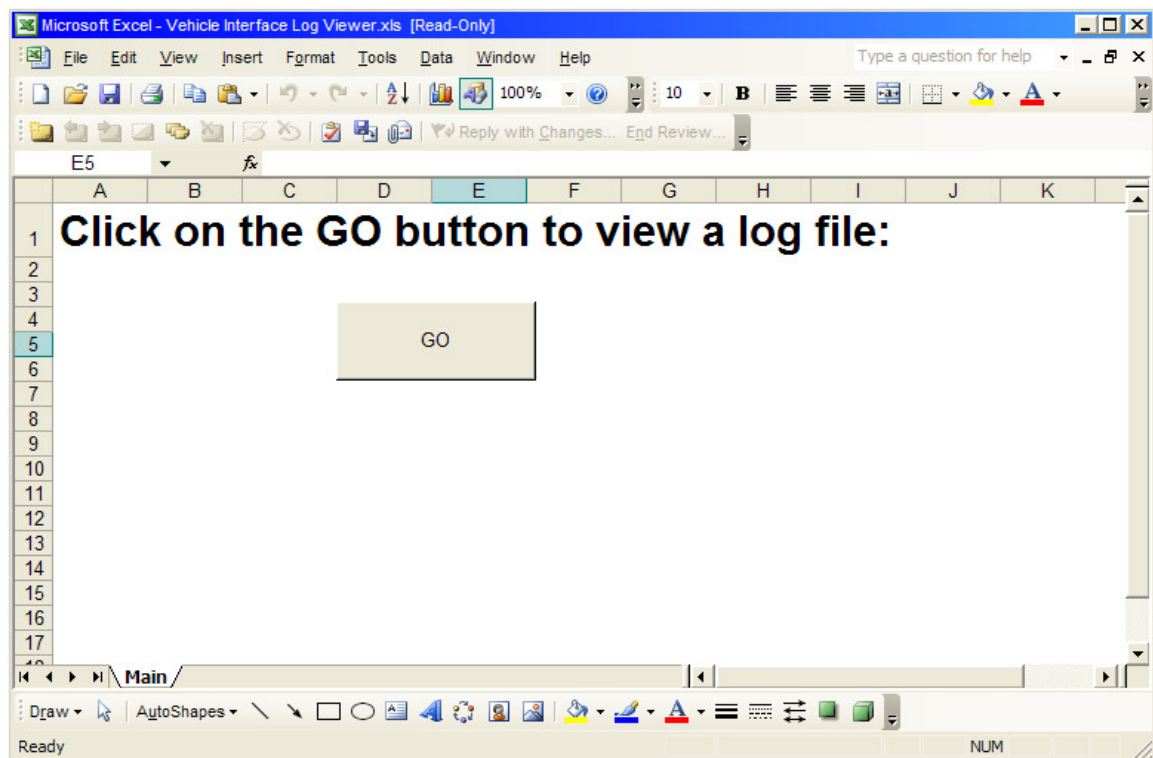 Microsoft Excel - Vehicle Interface Log Viewer.xls [Read-Only]
File Edit View Insert Format Tools Data Window Help Type a question for help
100% 10 B A
Reply with Changes... End Review...
E5 fx
A B C D E F G H I J K
1 Click on the GO button to view a log file:
2
3
4
5 GO
6
7
8
9
10
11
12
13
14
15
16
17
18
Main
Draw AutoShapes A A
Ready NUM